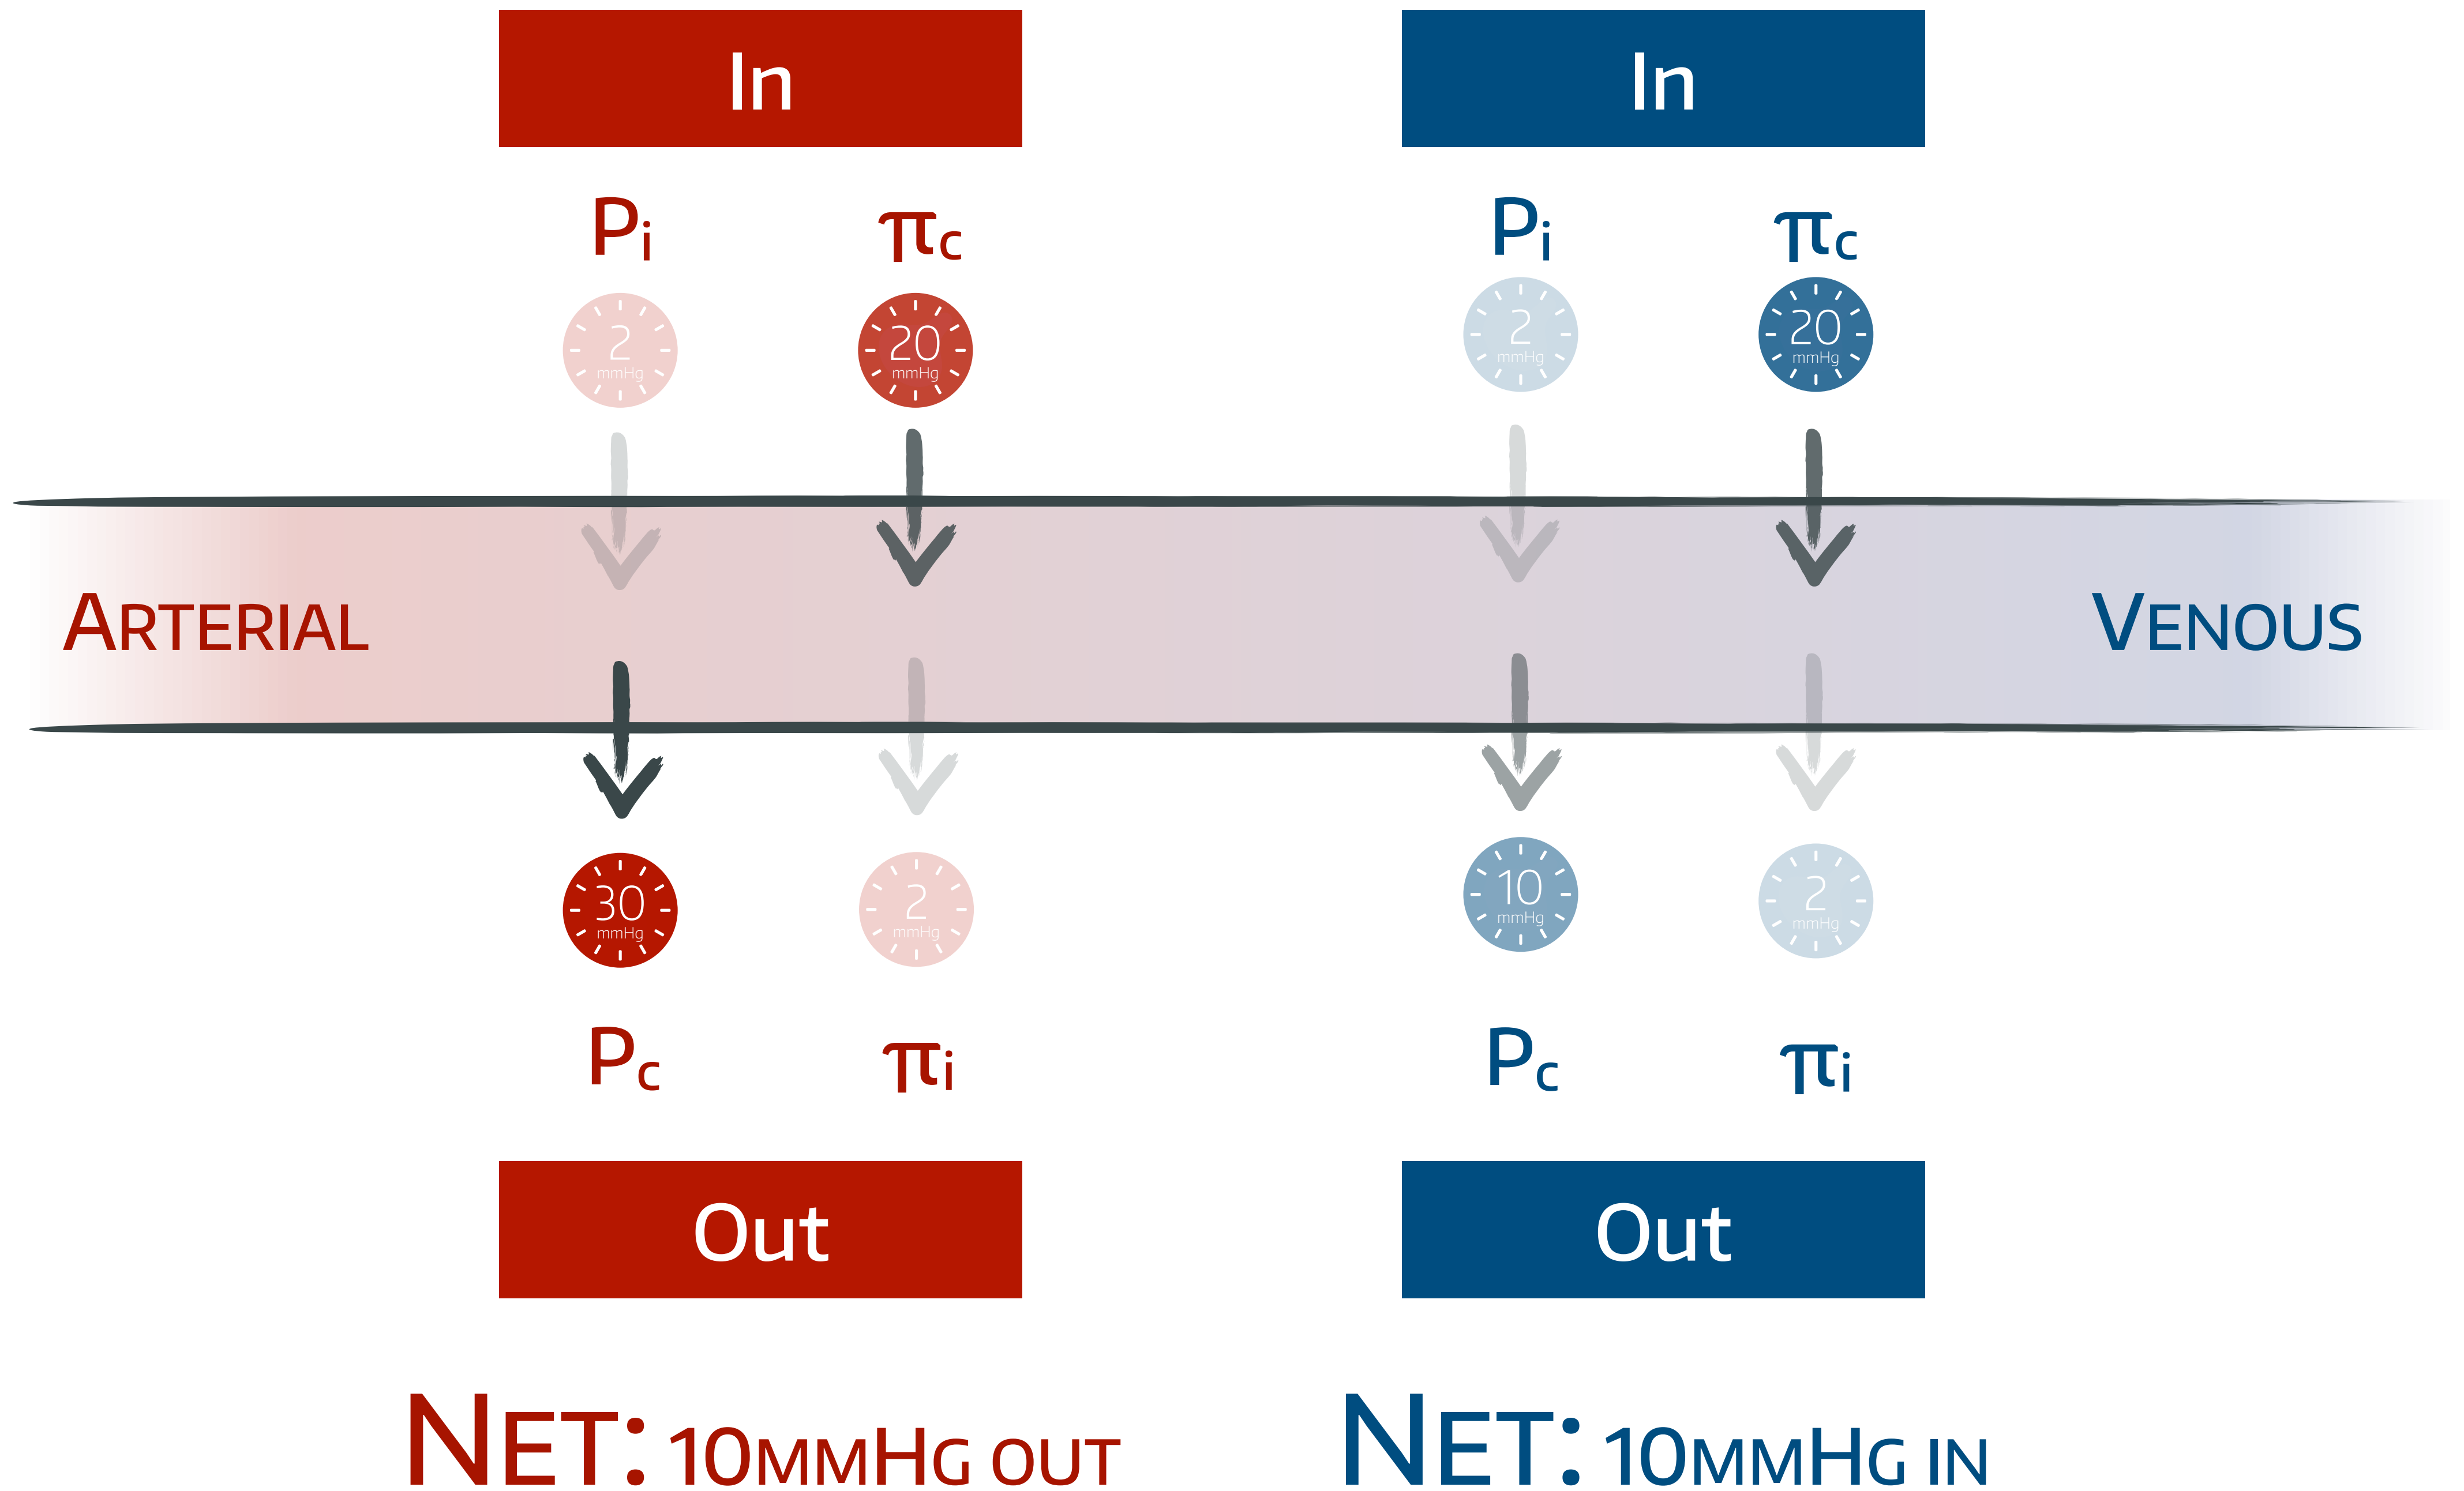 In In
Pi πc Pi πc
2 mmHg 20 mmHg 2 mmHg 20 mmHg
Arterial Venous
30 mmHg 2 mmHg 10 mmHg 2 mmHg
Pc πi Pc πi
Out Out
Net: 10mmHg out Net: 10mmHg in